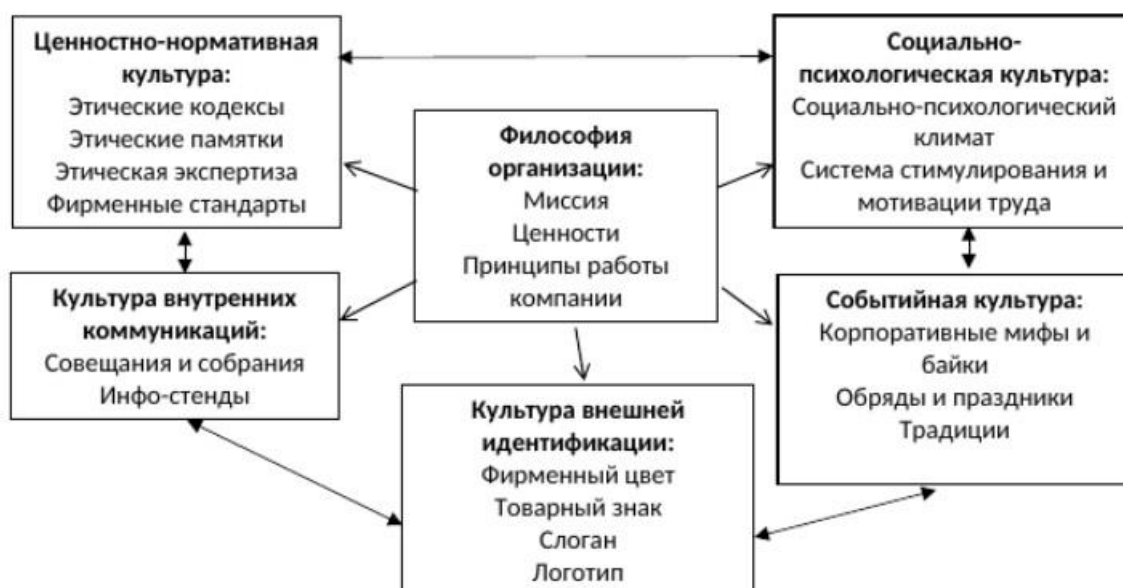 Ценностно-нормативная
культура:
Этические кодексы
Этические памятки
Этическая экспертиза
Фирменные стандарты
Социально-
психологическая культура:
Социально-психологический
климат
Система стимулирования и
мотивации труда
Философия
организации:
Миссия
Ценности
Принципы работы
компании
Культура внутренних
коммуникаций:
Совещания и собрания
Инфо-стенды
Событийная культура:
Корпоративные мифы и
байки
Обряды и праздники
Традиции
Культура внешней
идентификации:
Фирменный цвет
Товарный знак
Слоган
Логотип